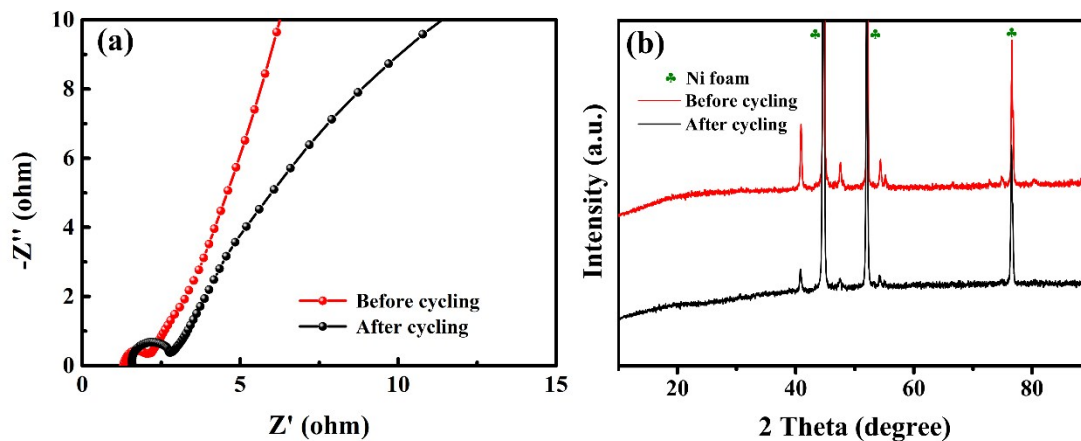 (a)
10
8
6
4
2
0
-Z'' (ohm)
Before cycling
After cycling
0 5 10 15
Z' (ohm)
(b)
Ni foam
Before cycling
After cycling
Intensity (a.u.)
20 40 60 80
2 Theta (degree)